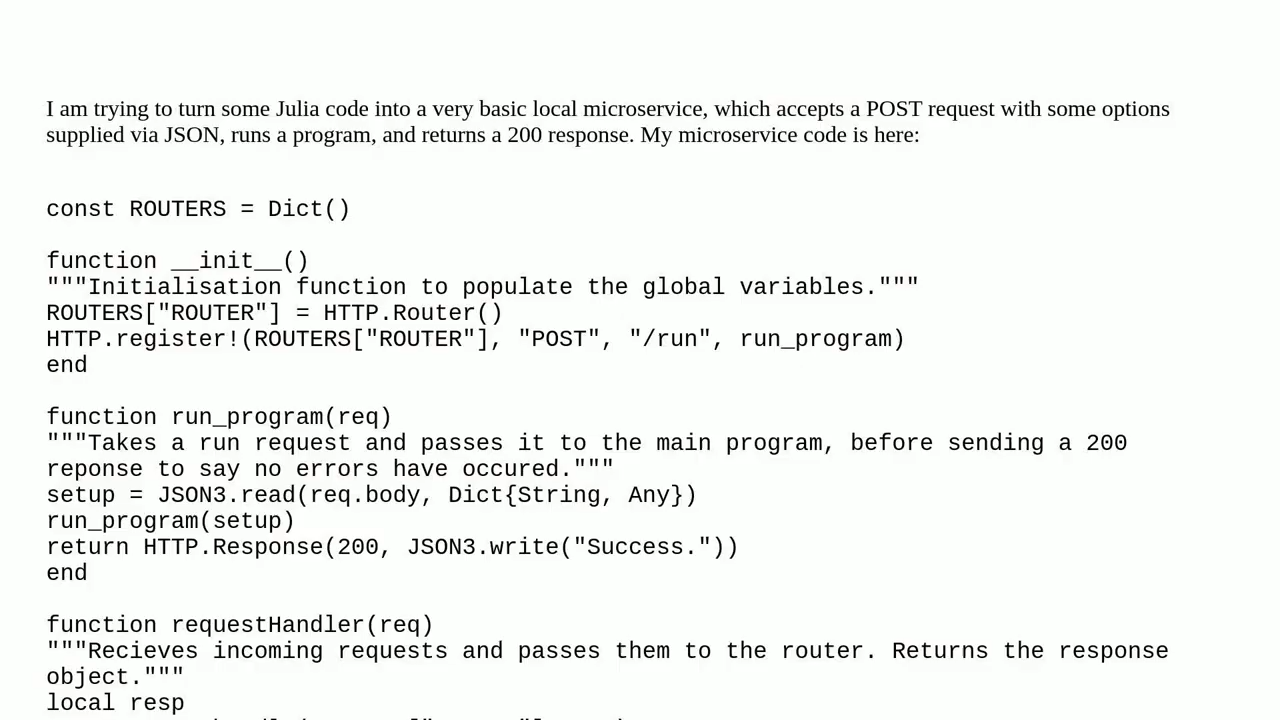 I am trying to turn some Julia code into a very basic local microservice, which accepts a POST request with some options
supplied via JSON, runs a program, and returns a 200 response. My microservice code is here:
const ROUTERS = Dict()
function __init__()
"""Initialisation function to populate the global variables."""
ROUTERS["ROUTER"] = HTTP.Router()
HTTP.register!(ROUTERS["ROUTER"], "POST", "/run", run_program)
end
function run_program(req)
"""Takes a run request and passes it to the main program, before sending a 200
reponse to say no errors have occured."""
setup = JSON3.read(req.body, Dict{String, Any})
run_program(setup)
return HTTP.Response(200, JSON3.write("Success."))
end
function requestHandler(req)
"""Recieves incoming requests and passes them to the router. Returns the response
object."""
local resp